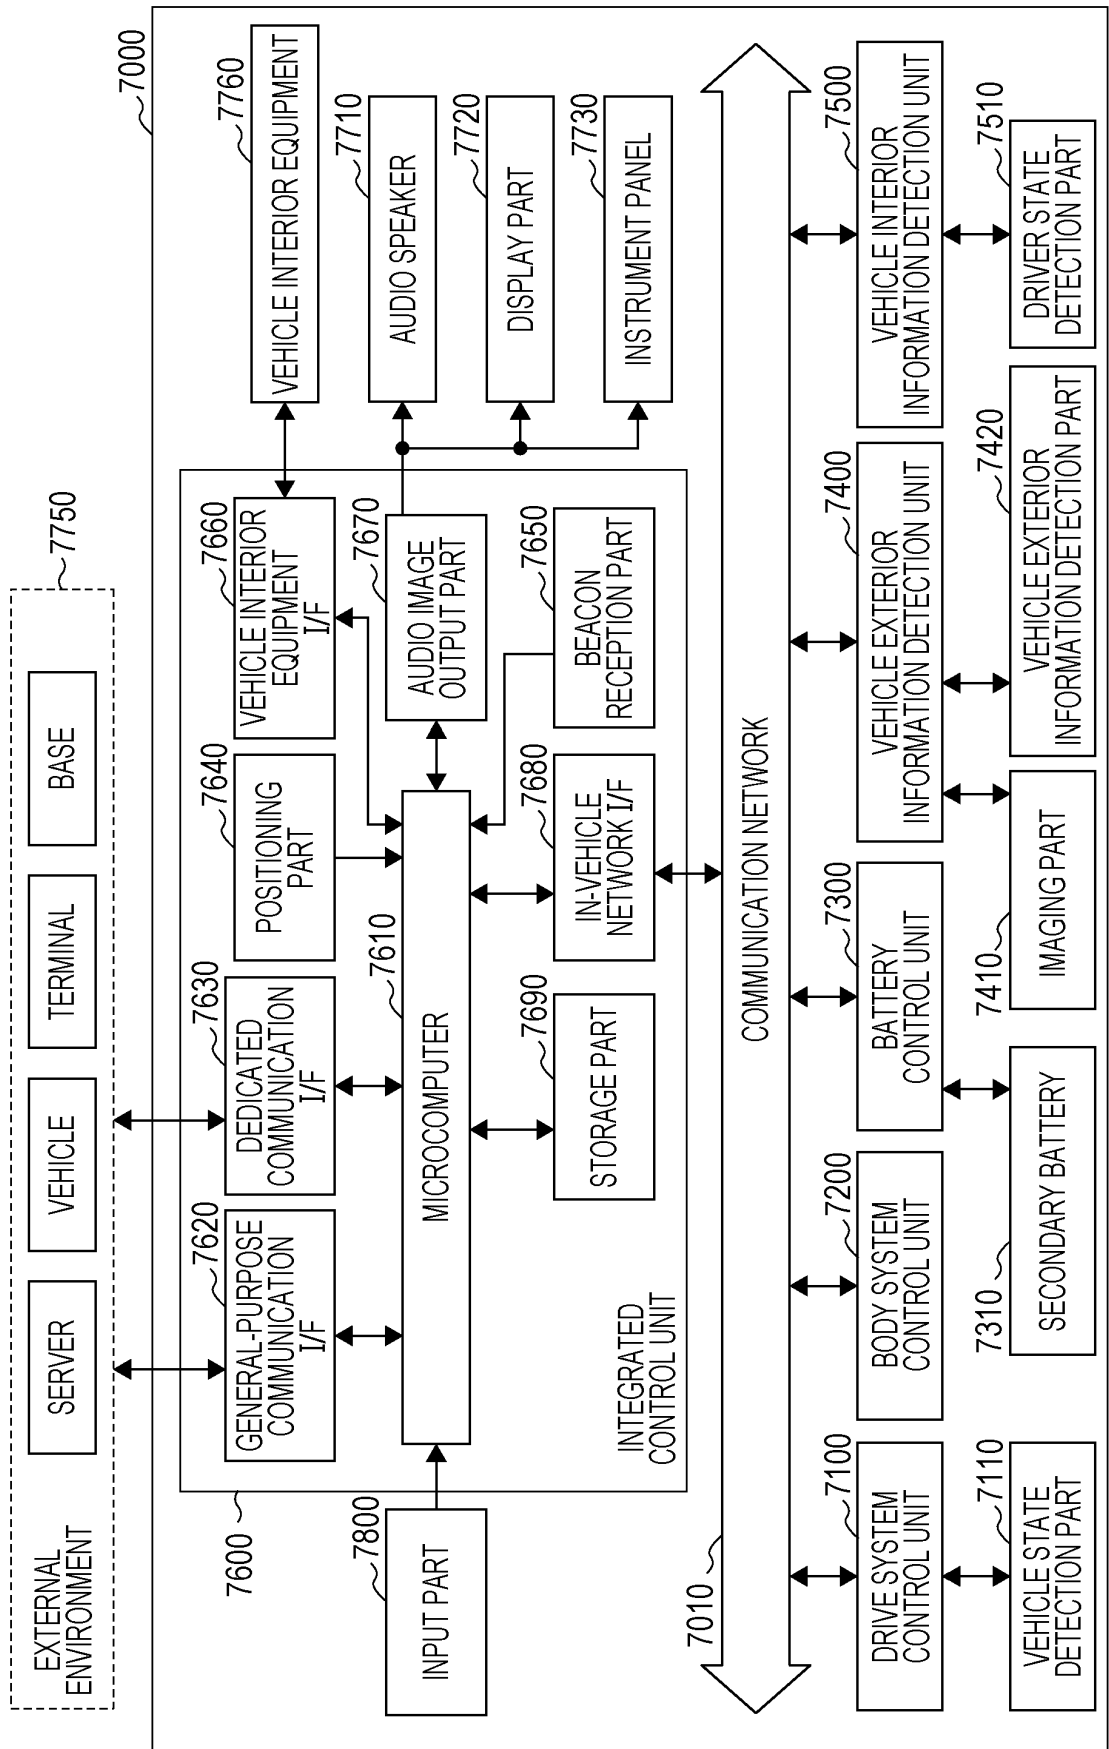 7000
EXTERNAL
ENVIRONMENT
7750
SERVER
VEHICLE
TERMINAL
BASE
7600
7620
GENERAL-PURPOSE
COMMUNICATION
I/F
7630
DEDICATED
COMMUNICATION
I/F
7640
POSITIONING
PART
7660
VEHICLE INTERIOR
EQUIPMENT
I/F
7760
VEHICLE INTERIOR EQUIPMENT
7800
INPUT PART
7610
MICROCOMPUTER
7670
AUDIO IMAGE
OUTPUT PART
7710
AUDIO SPEAKER
7720
DISPLAY PART
7730
INSTRUMENT PANEL
INTEGRATED
CONTROL UNIT
7690
STORAGE PART
7680
IN-VEHICLE
NETWORK I/F
7650
BEACON
RECEPTION PART
7010
COMMUNICATION NETWORK
7100
DRIVE SYSTEM
CONTROL UNIT
7200
BODY SYSTEM
CONTROL UNIT
7300
BATTERY
CONTROL UNIT
7400
VEHICLE EXTERIOR
INFORMATION DETECTION UNIT
7500
VEHICLE INTERIOR
INFORMATION DETECTION UNIT
7110
VEHICLE STATE
DETECTION PART
7310
SECONDARY BATTERY
7410
IMAGING PART
7420
VEHICLE EXTERIOR
INFORMATION DETECTION PART
7510
DRIVER STATE
DETECTION PART